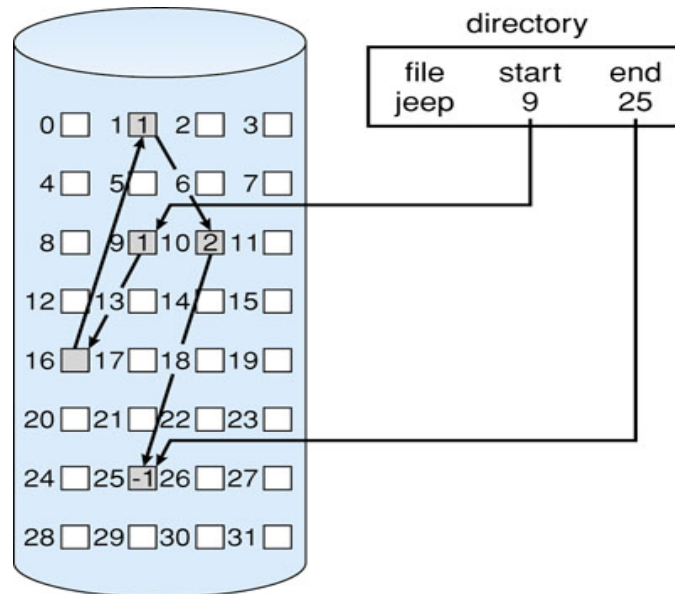 directory
file start end
jeep 9 25
0 1 1 2 3
4 5 6 7
8 9 1 10 2 11
12 13 14 15
16 17 18 19
20 21 22 23
24 25 -1 26 27
28 29 30 31